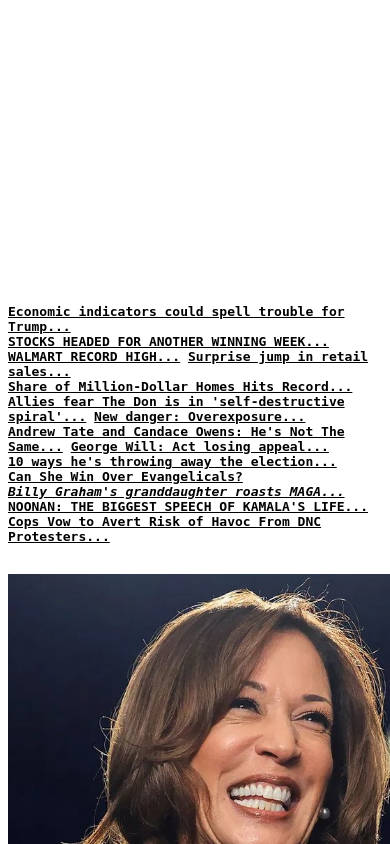 Economic indicators could spell trouble for
Trump...
STOCKS HEADED FOR ANOTHER WINNING WEEK...
WALMART RECORD HIGH... Surprise jump in retail
sales...
Share of Million-Dollar Homes Hits Record...
Allies fear The Don is in 'self-destructive
spiral'... New danger: Overexposure...
Andrew Tate and Candace Owens: He's Not The
Same... George Will: Act losing appeal...
10 ways he's throwing away the election...
Can She Win Over Evangelicals?
Billy Graham's granddaughter roasts MAGA...
NOONAN: THE BIGGEST SPEECH OF KAMALA'S LIFE...
Cops Vow to Avert Risk of Havoc From DNC
Protesters...